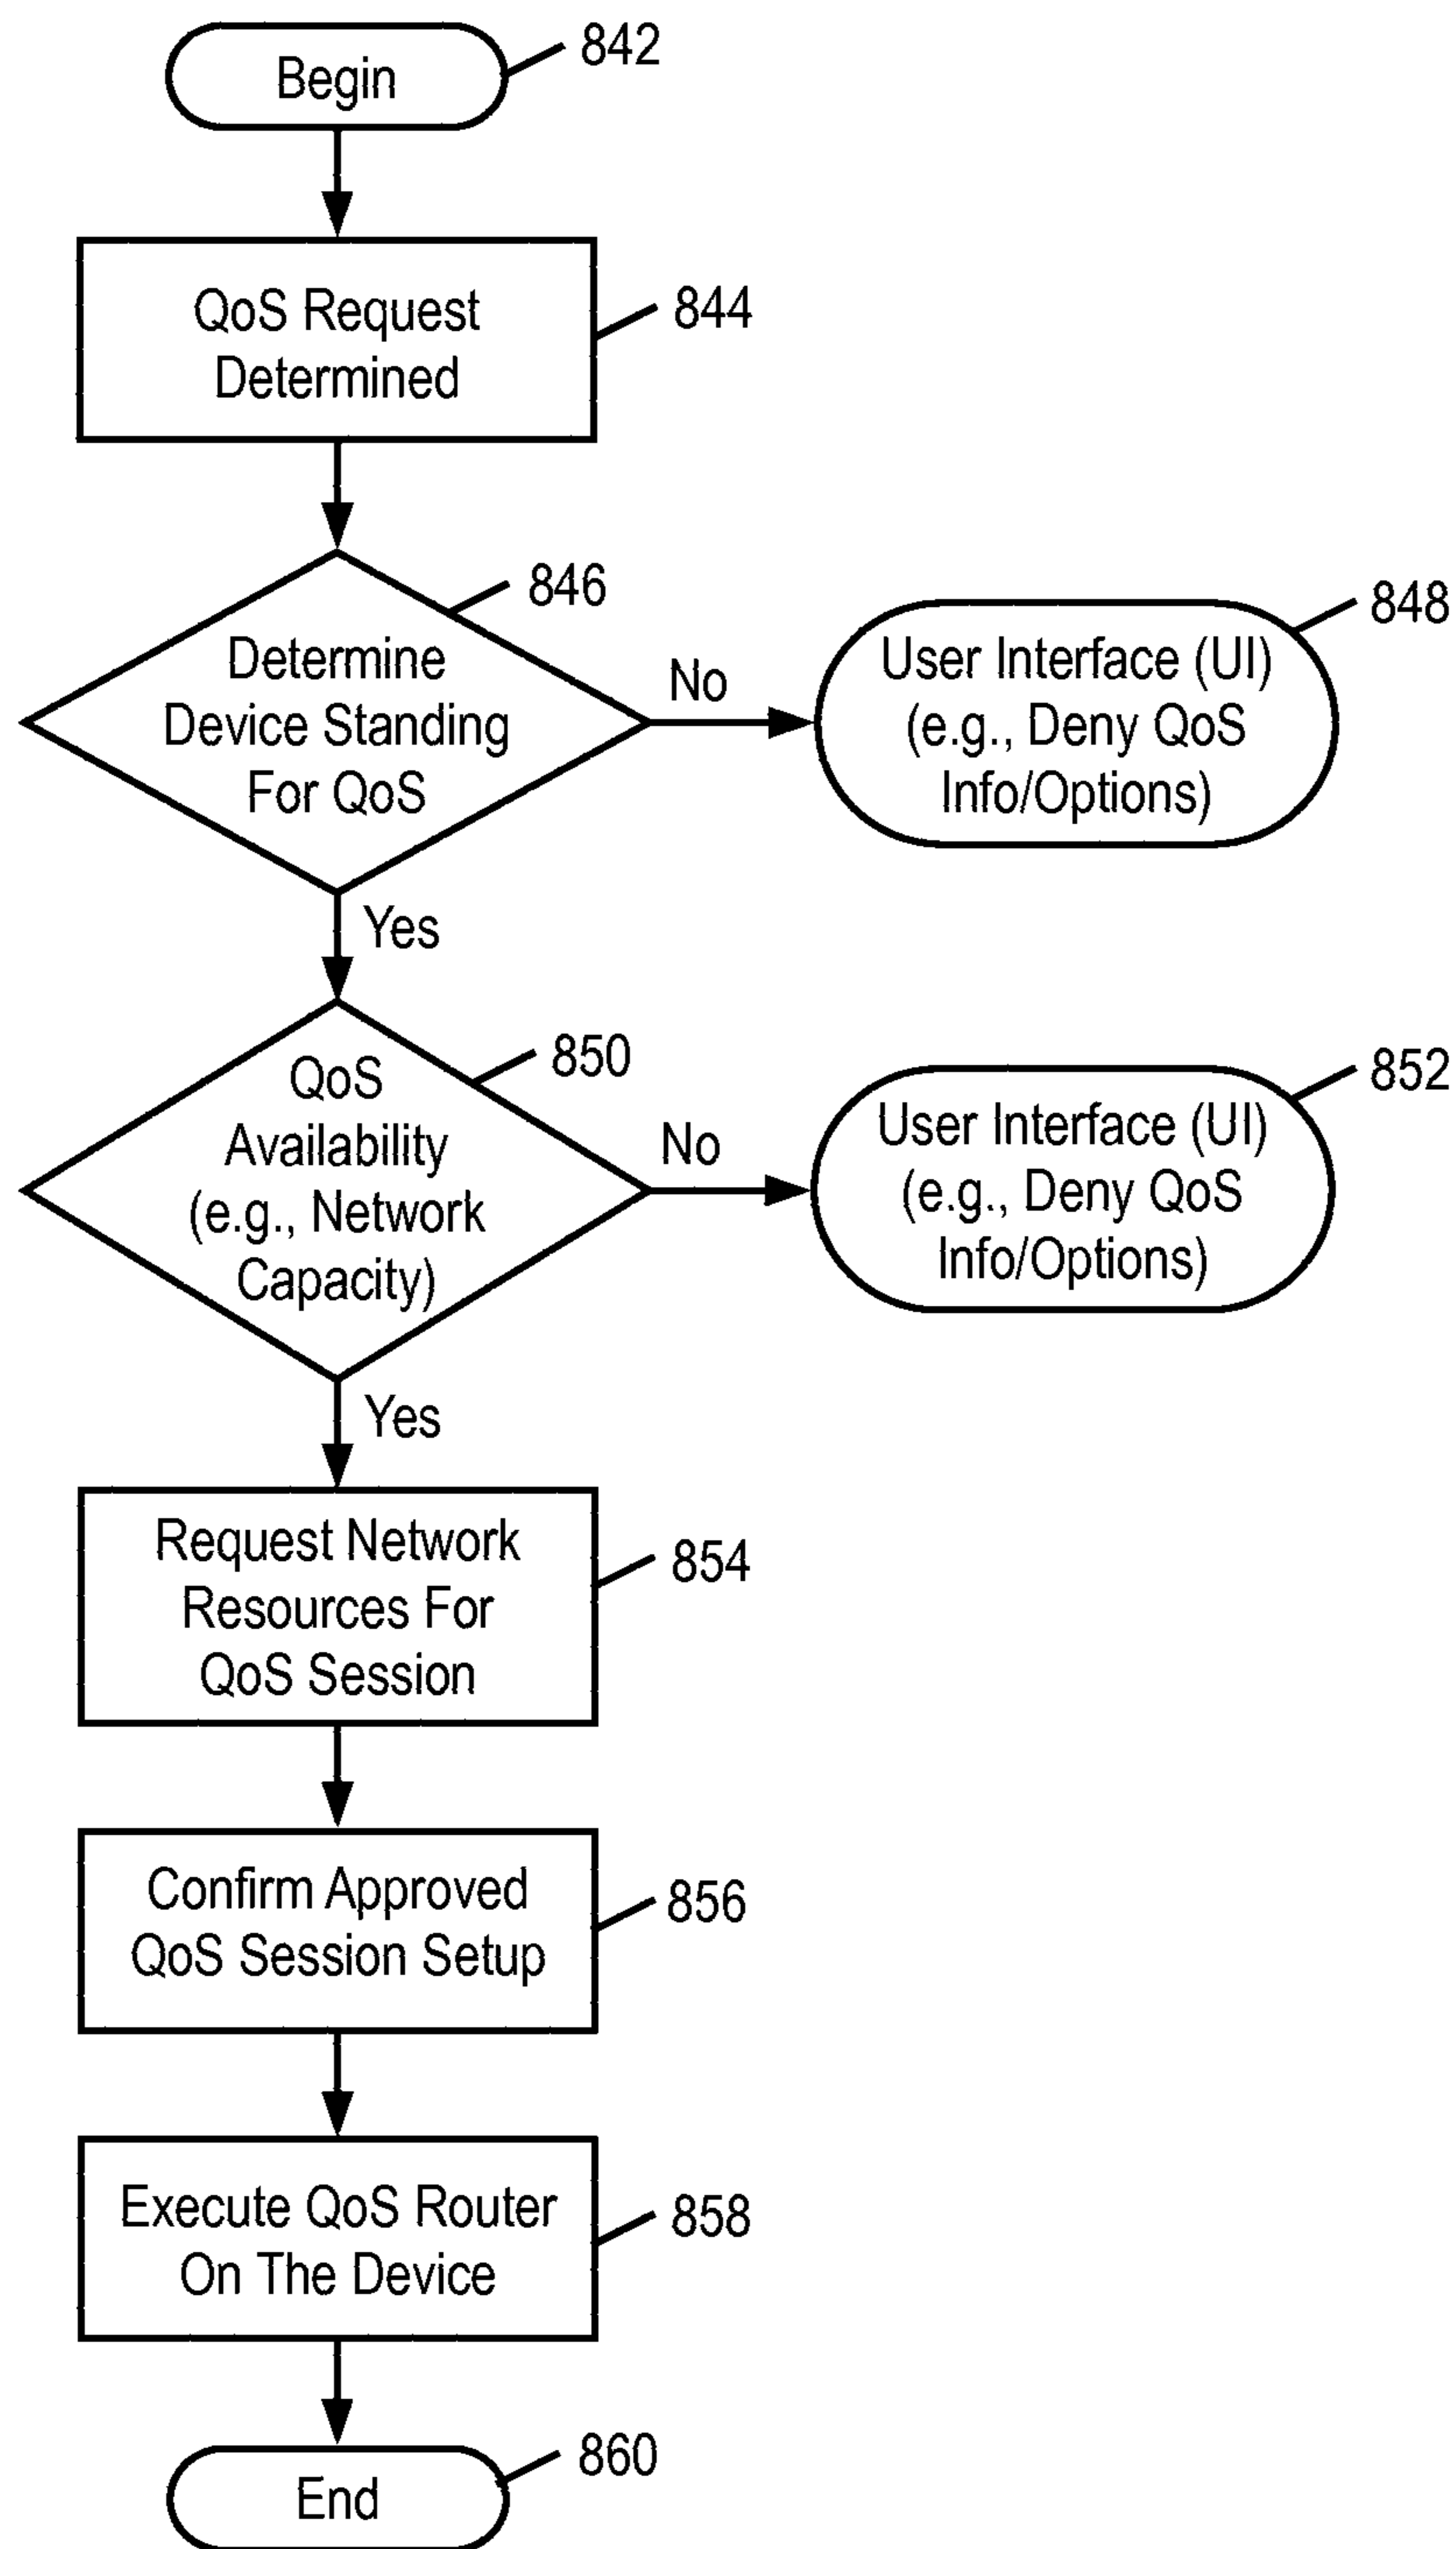 Begin
842
QoS Request
Determined
844
846
Determine
Device Standing
For QoS
No
848
User Interface (UI)
(e.g., Deny QoS
Info/Options)
Yes
850
QoS
Availability
(e.g., Network
Capacity)
No
852
User Interface (UI)
(e.g., Deny QoS
Info/Options)
Yes
Request Network
Resources For
QoS Session
854
Confirm Approved
QoS Session Setup
856
Execute QoS Router
On The Device
858
End
860